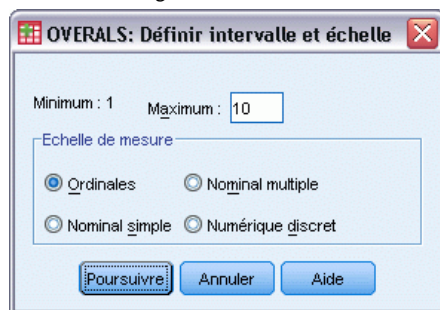 OVERALS: Définir intervalle et échelle
Minimum : 1 Maximum : 10
Echelle de mesure
Ordinales Nominal multiple
Nominal simple Numérique discret
Poursuivre Annuler Aide